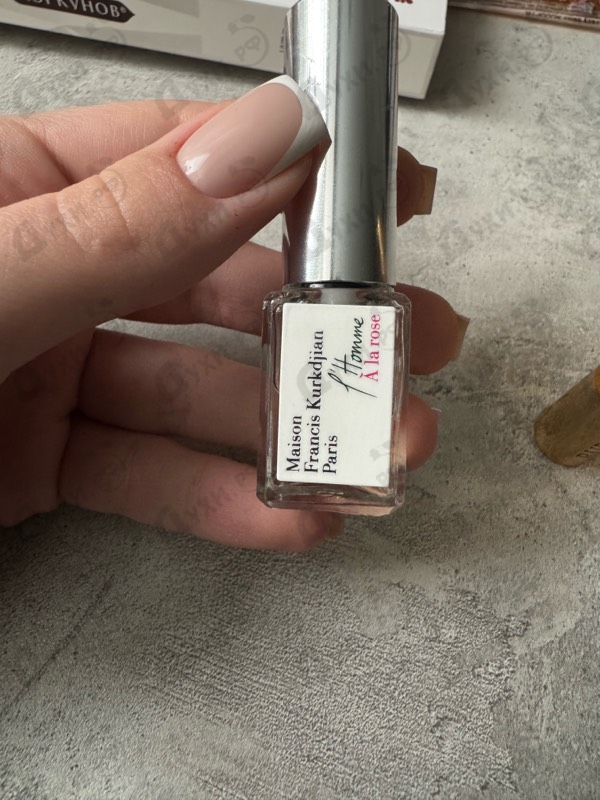 Maison
Francis Kurkdjian
Paris
l'Homme
À la rose